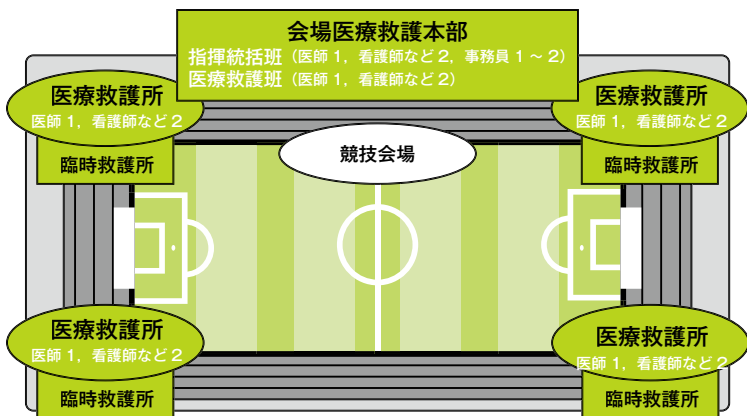 会場医療救護本部
指揮統括班（医師 1，看護師など 2，事務員 1 ～ 2）
医療救護班（医師 1，看護師など 2）
医療救護所
医師 1，看護師など 2
臨時救護所
医療救護所
医師 1，看護師など 2
臨時救護所
競技会場
医療救護所
医師 1，看護師など 2
臨時救護所
医療救護所
医師 1，看護師など 2
臨時救護所